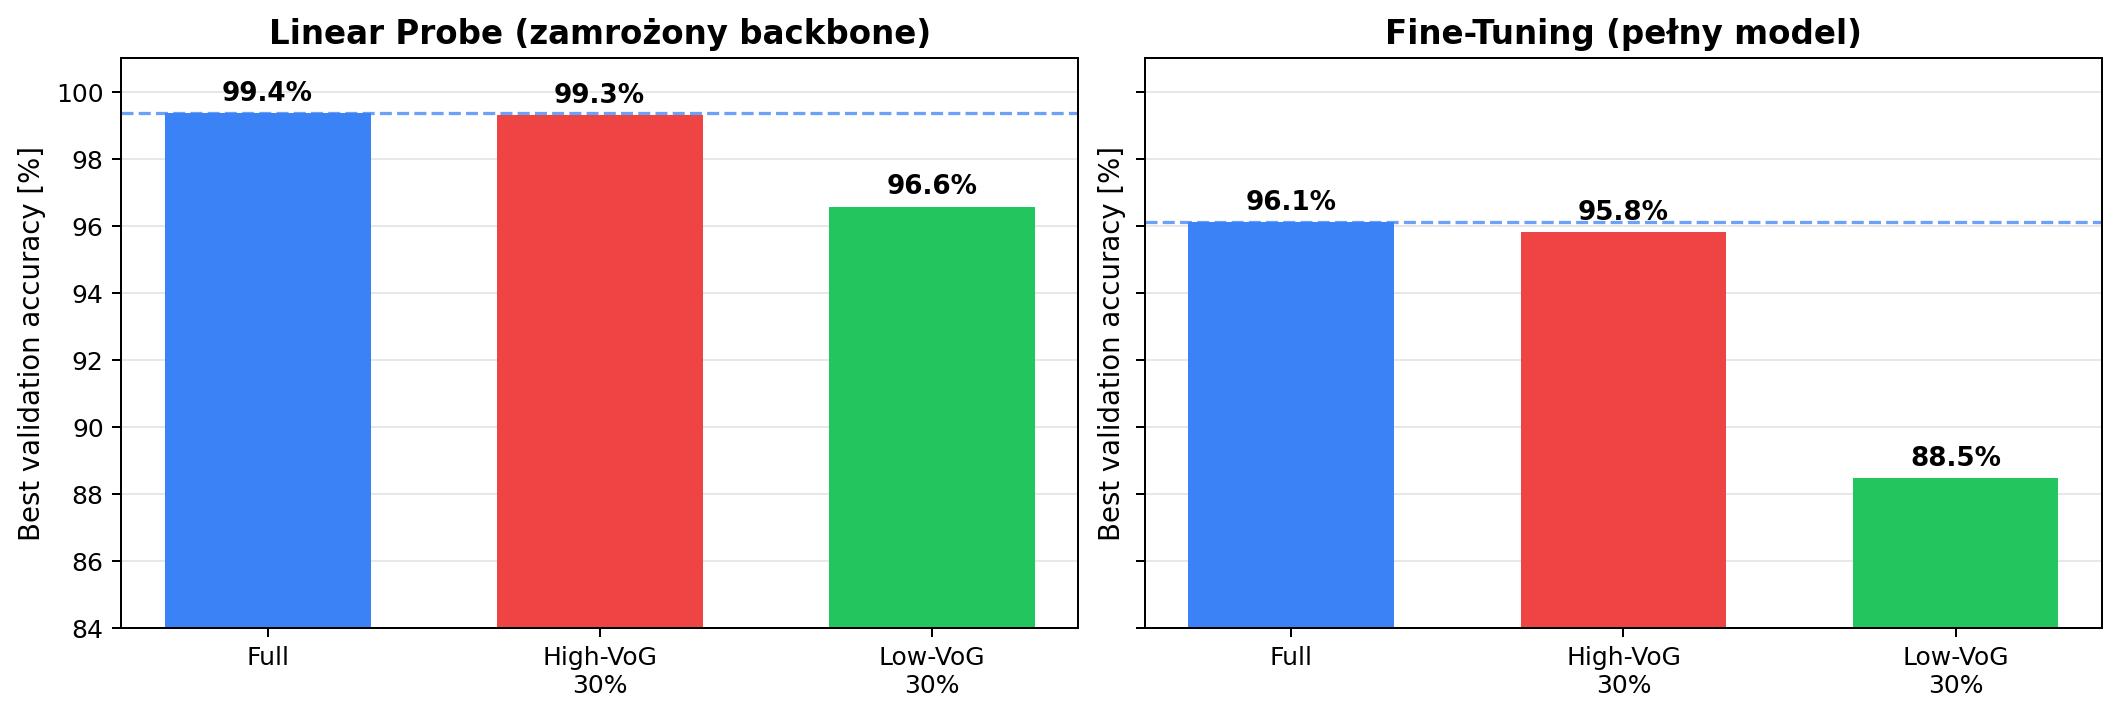 Linear Probe (zamrożony backbone)
Best validation accuracy [%]
100
98
96
94
92
90
88
86
84
99.4%
99.3%
96.6%
Full
High-VoG
30%
Low-VoG
30%
Fine-Tuning (pełny model)
Best validation accuracy [%]
96.1%
95.8%
88.5%
Full
High-VoG
30%
Low-VoG
30%